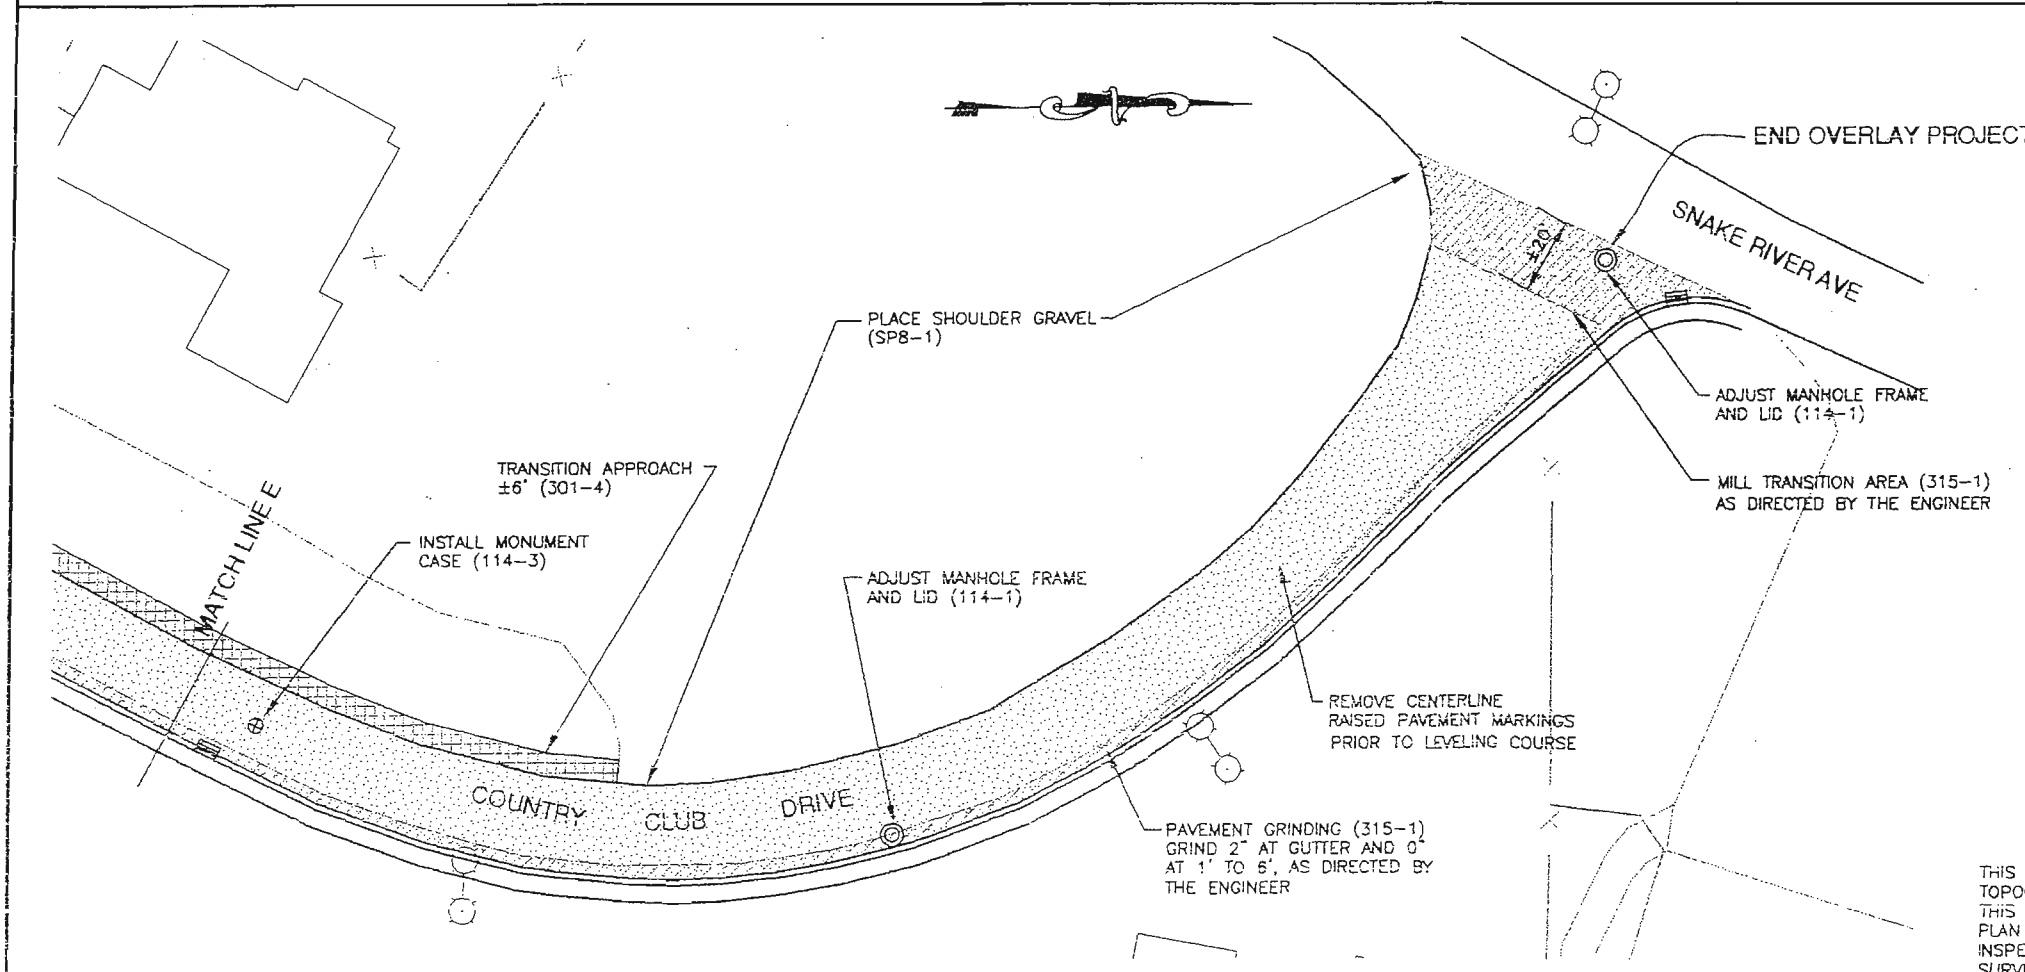 END OVERLAY PROJECT
SNAKE RIVER AVE
±20'
PLACE SHOULDER GRAVEL
(SP8-1)
ADJUST MANHOLE FRAME
AND LID (114-1)
TRANSITION APPROACH
±6' (301-4)
MILL TRANSITION AREA (315-1)
AS DIRECTED BY THE ENGINEER
MATCH LINE E
INSTALL MONUMENT
CASE (114-3)
ADJUST MANHOLE FRAME
AND LID (114-1)
REMOVE CENTERLINE
RAISED PAVEMENT MARKINGS
PRIOR TO LEVELING COURSE
COUNTRY CLUB DRIVE
PAVEMENT GRINDING (315-1)
GRIND 2" AT GUTTER AND 0"
AT 1' TO 6', AS DIRECTED BY
THE ENGINEER
THIS
TOPO
THIS
PLAN
INSPE
SURVE